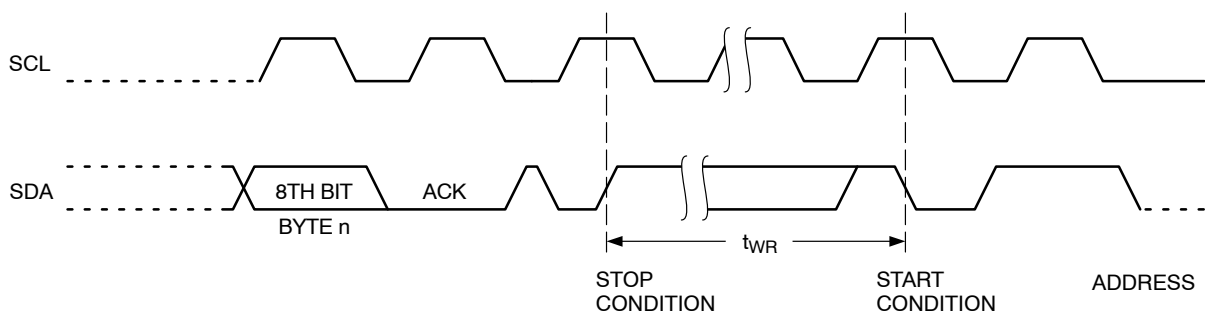 SCL
SDA
8TH BIT
ACK
BYTE n
tWR
STOP
CONDITION
START
CONDITION
ADDRESS